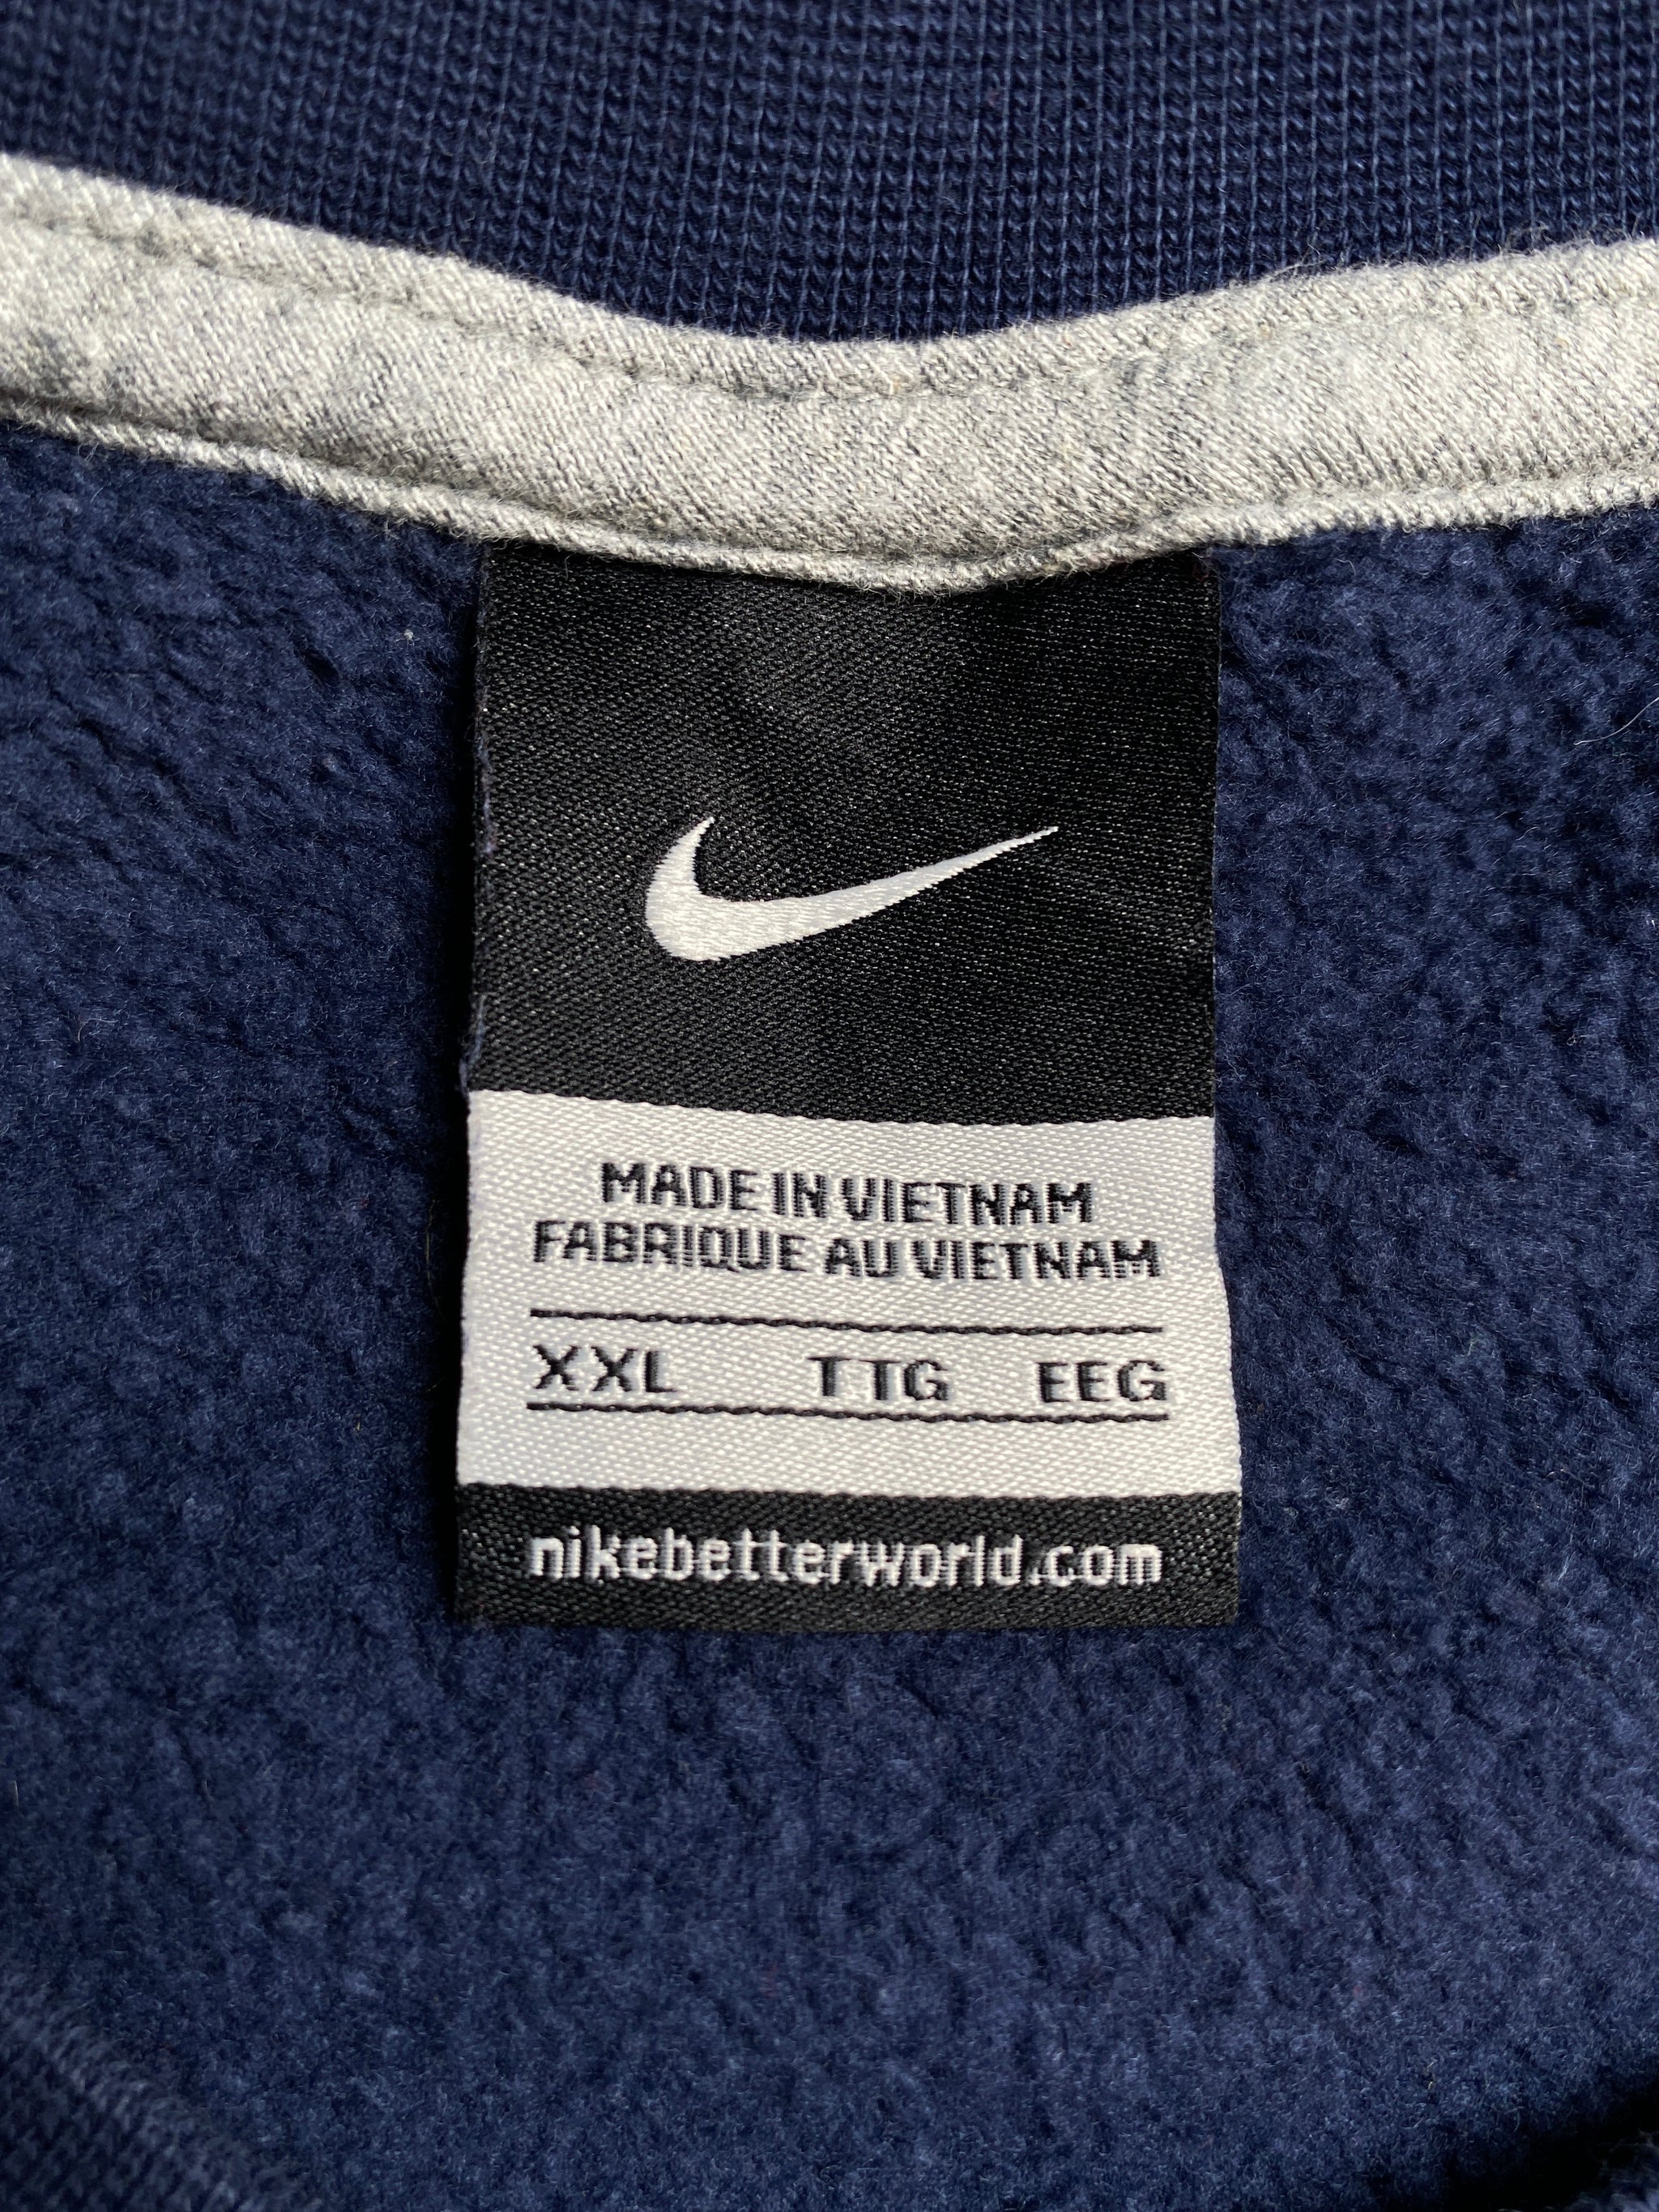 MADE IN VIETNAM
FABRIQUE AU VIETNAM
XXL TTG EEG
nikebetterworld.com